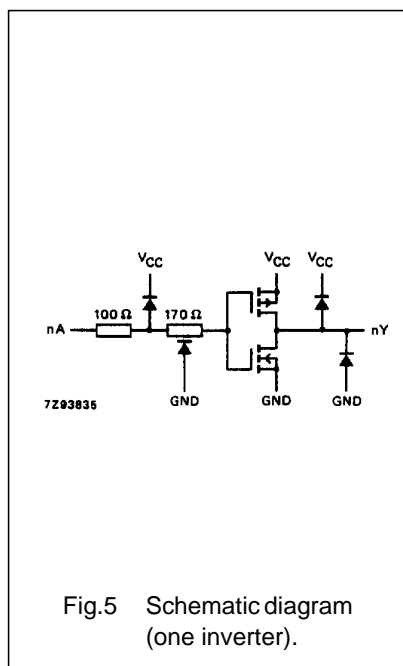 VCC VCC VCC
100 Ω 170 Ω
nA nY
7Z93835 GND GND GND
Fig.5 Schematic diagram
(one inverter).